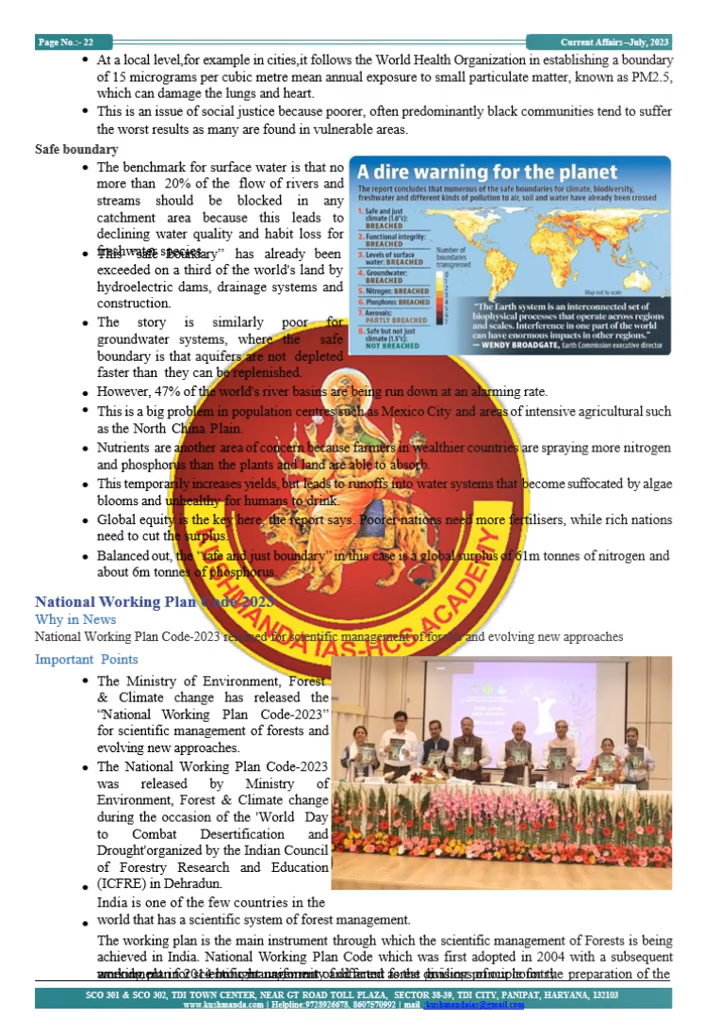 Page No.:- 22
Current Affairs –July, 2023
• At a local level,for example in cities,it follows the World Health Organization in establishing a boundary
of 15 micrograms per cubic metre mean annual exposure to small particulate matter, known as PM2.5,
which can damage the lungs and heart.
• This is an issue of social justice because poorer, often predominantly black communities tend to suffer
the worst results as many are found in vulnerable areas.
Safe boundary
• The benchmark for surface water is that no
more than 20% of the flow of rivers and
streams should be blocked in any
catchment area because this leads to
declining water quality and habit loss for
freshwater species.
• This "safe boundary" has already been
exceeded on a third of the world's land by
hydroelectric dams, drainage systems and
construction.
• The story is similarly poor for
groundwater systems, where the safe
boundary is that aquifers are not depleted
faster than they can be replenished.
A dire warning for the planet
The report concludes that numerous of the safe boundaries for climate, biodiversity,
freshwater and different kinds of pollution to air, soil and water have already been crossed
1. Safe and just
climate (1.0°c):
BREACHED
2. Functional integrity:
BREACHED
3. Levels of surface
water: BREACHED
4. Groundwater:
BREACHED
5. Nitrogen: BREACHED
6. Phosphorus: BREACHED
7. Aerosols:
PARTLY BREACHED
8. Safe but not just
climate (1.5°c):
NOT BREACHED
Number of
boundaries
transgressed
Map not to scale
"The Earth system is an interconnected set of
biophysical processes that operate across regions
and scales. Interference in one part of the world
can have enormous impacts in other regions."
— WENDY BROADGATE, Earth Commission executive director
• However, 47% of the world's river basins are being run down at an alarming rate.
• This is a big problem in population centres such as Mexico City and areas of intensive agricultural such
as the North China Plain.
• Nutrients are another area of concern because farmers in wealthier countries are spraying more nitrogen
and phosphorus than the plants and land are able to absorb.
• This temporarily increases yields, but leads to runoffs into water systems that become suffocated by algae
blooms and unhealthy for humans to drink.
• Global equity is the key here, the report says. Poorer nations need more fertilisers, while rich nations
need to cut the surplus.
• Balanced out, the "safe and just boundary" in this case is a global surplus of 61m tonnes of nitrogen and
about 6m tonnes of phosphorus.
KUSHMANDA IAS-HCS ACADEMY
National Working Plan Code 2023
Why in News
National Working Plan Code-2023 released for scientific management of forests and evolving new approaches
Important Points
• The Ministry of Environment, Forest
& Climate change has released the
"National Working Plan Code-2023"
for scientific management of forests and
evolving new approaches.
• The National Working Plan Code-2023
was released by Ministry of
Environment, Forest & Climate change
during the occasion of the 'World Day
to Combat Desertification and
Drought'organized by the Indian Council
of Forestry Research and Education
• (ICFRE) in Dehradun.
India is one of the few countries in the
• world that has a scientific system of forest management.
The working plan is the main instrument through which the scientific management of Forests is being
achieved in India. National Working Plan Code which was first adopted in 2004 with a subsequent
the preparation of the
SCO 301 & SCO 302, TDI TOWN CENTER, NEAR GT ROAD TOLL PLAZA, SECTOR 38-39, TDI CITY, PANIPAT, HARYANA, 132103
www.kushmanda.com | Helpline:9728926678, 8607570992 | mail :kushmandaias@gmail.com